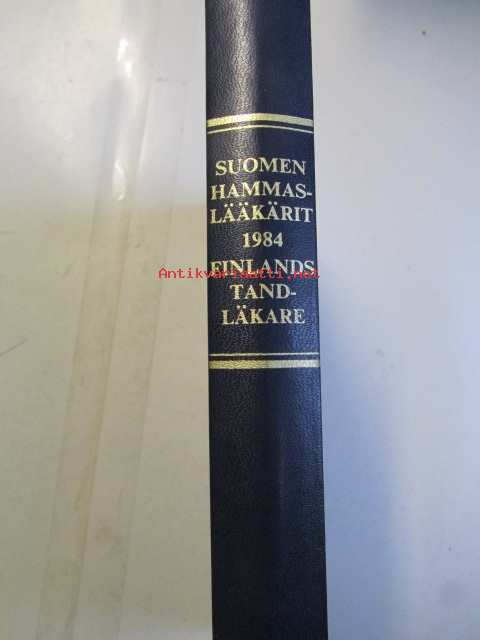 SUOMEN
HAMMAS-
LÄÄKÄRIT
1984
Antikvariaatti.net
FINLANDS
TAND-
LÄKARE